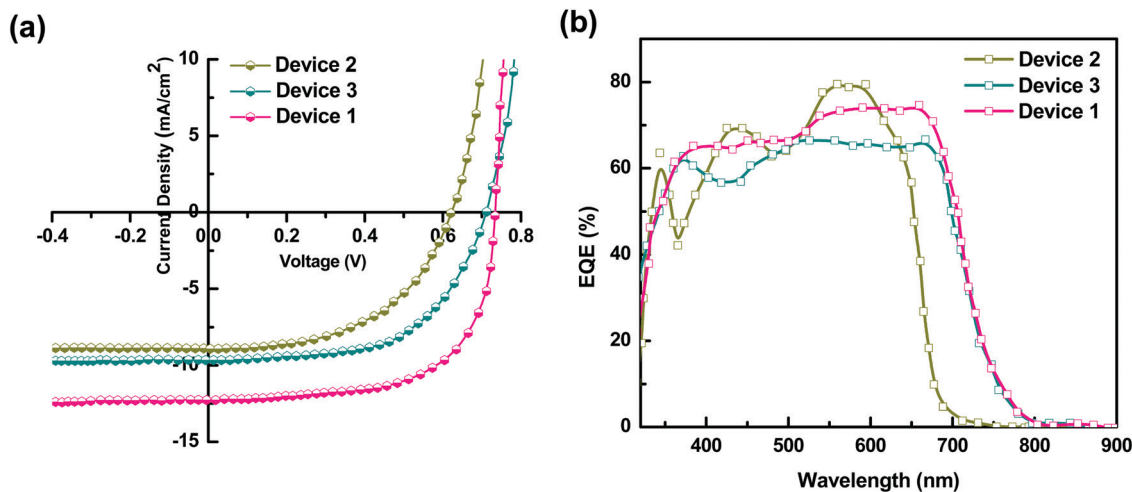 (a)
Device 2
Device 3
Device 1
Current Density (mA/cm²)
10
5
0
-5
-10
-15
-0.4 -0.2 0.0 0.2 0.4 0.6 0.8
Voltage (V)
(b)
Device 2
Device 3
Device 1
EQE (%)
80
60
40
20
0
400 500 600 700 800 900
Wavelength (nm)